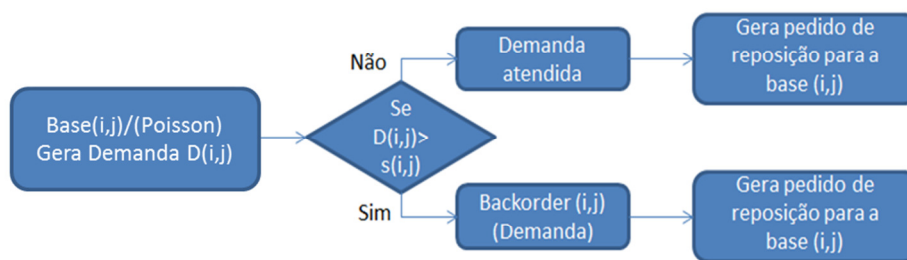 Base(i,j)/(Poisson)
Gera Demanda D(i,j)
Se
D(i,j)>
s(i,j)
Não
Demanda
atendida
Gera pedido de
reposição para a
base (i,j)
Sim
Backorder (i,j)
(Demanda)
Gera pedido de
reposição para a
base (i,j)